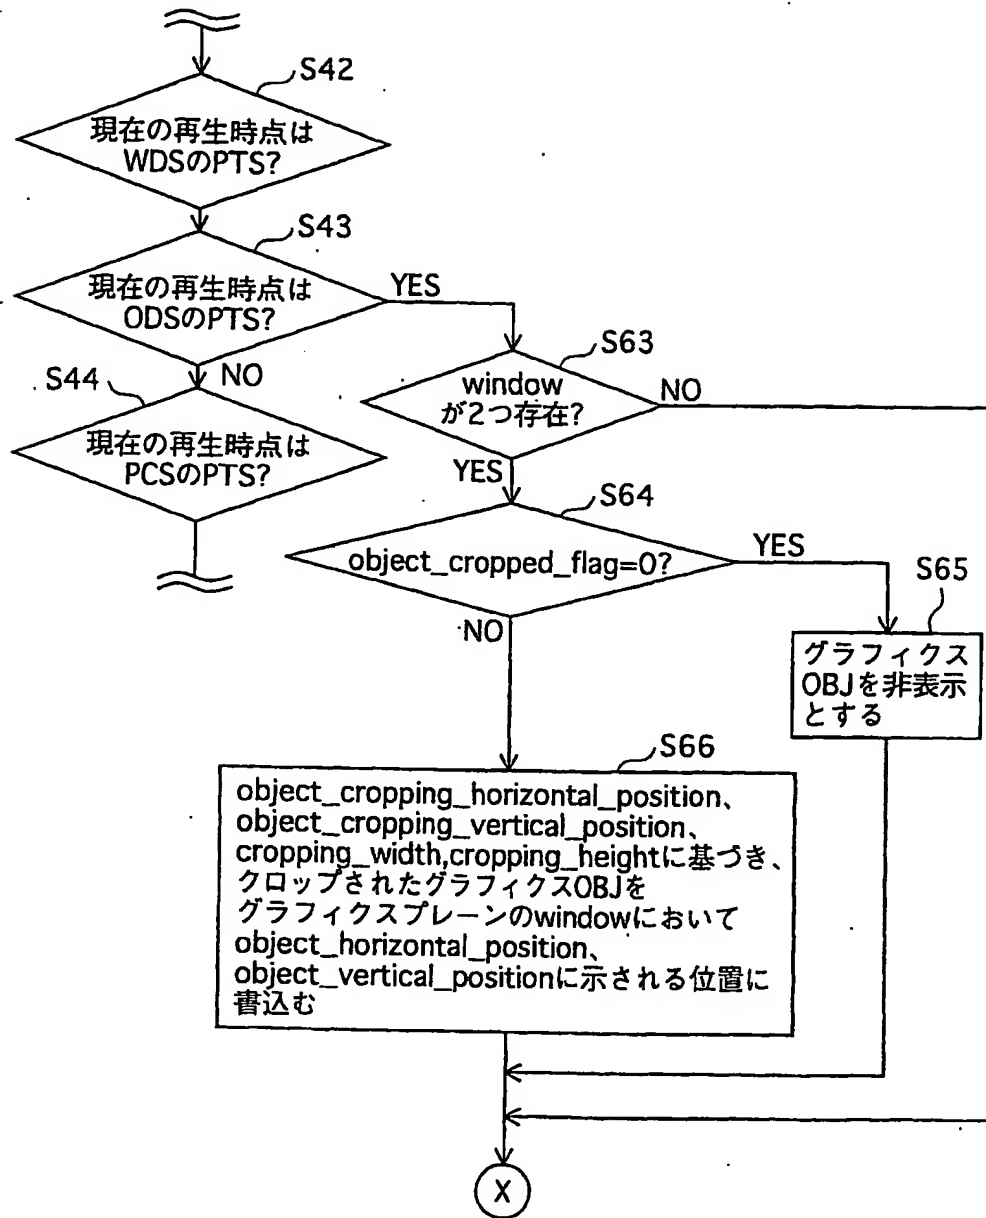 S42
現在の再生時点は
WDSのPTS?
S43
現在の再生時点は
ODSのPTS?
YES
NO
S44
現在の再生時点は
PCSのPTS?
S63
window
が2つ存在?
NO
YES
S64
object_cropped_flag=0?
YES
NO
S65
グラフィクス
OBJを非表示
とする
S66
object_cropping_horizontal_position、
object_cropping_vertical_position、
cropping_width,cropping_heightに基づき、
クロップされたグラフィクスOBJを
グラフィクスプレーンのwindowにおいて
object_horizontal_position、
object_vertical_positionに示される位置に
書込む
X